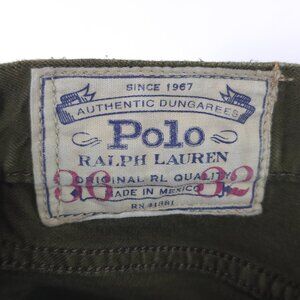 SINCE 1967
AUTHENTIC DUNGAREES
Polo
RALPH LAUREN
ORIGINAL RL QUALITY
36 32
MADE IN MEXICO
RN 41381